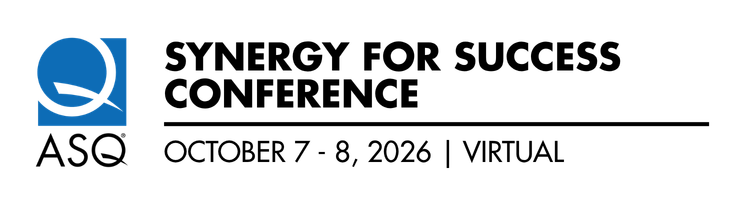 SYNERGY FOR SUCCESS
CONFERENCE
ASQ®
OCTOBER 7 - 8, 2026 | VIRTUAL